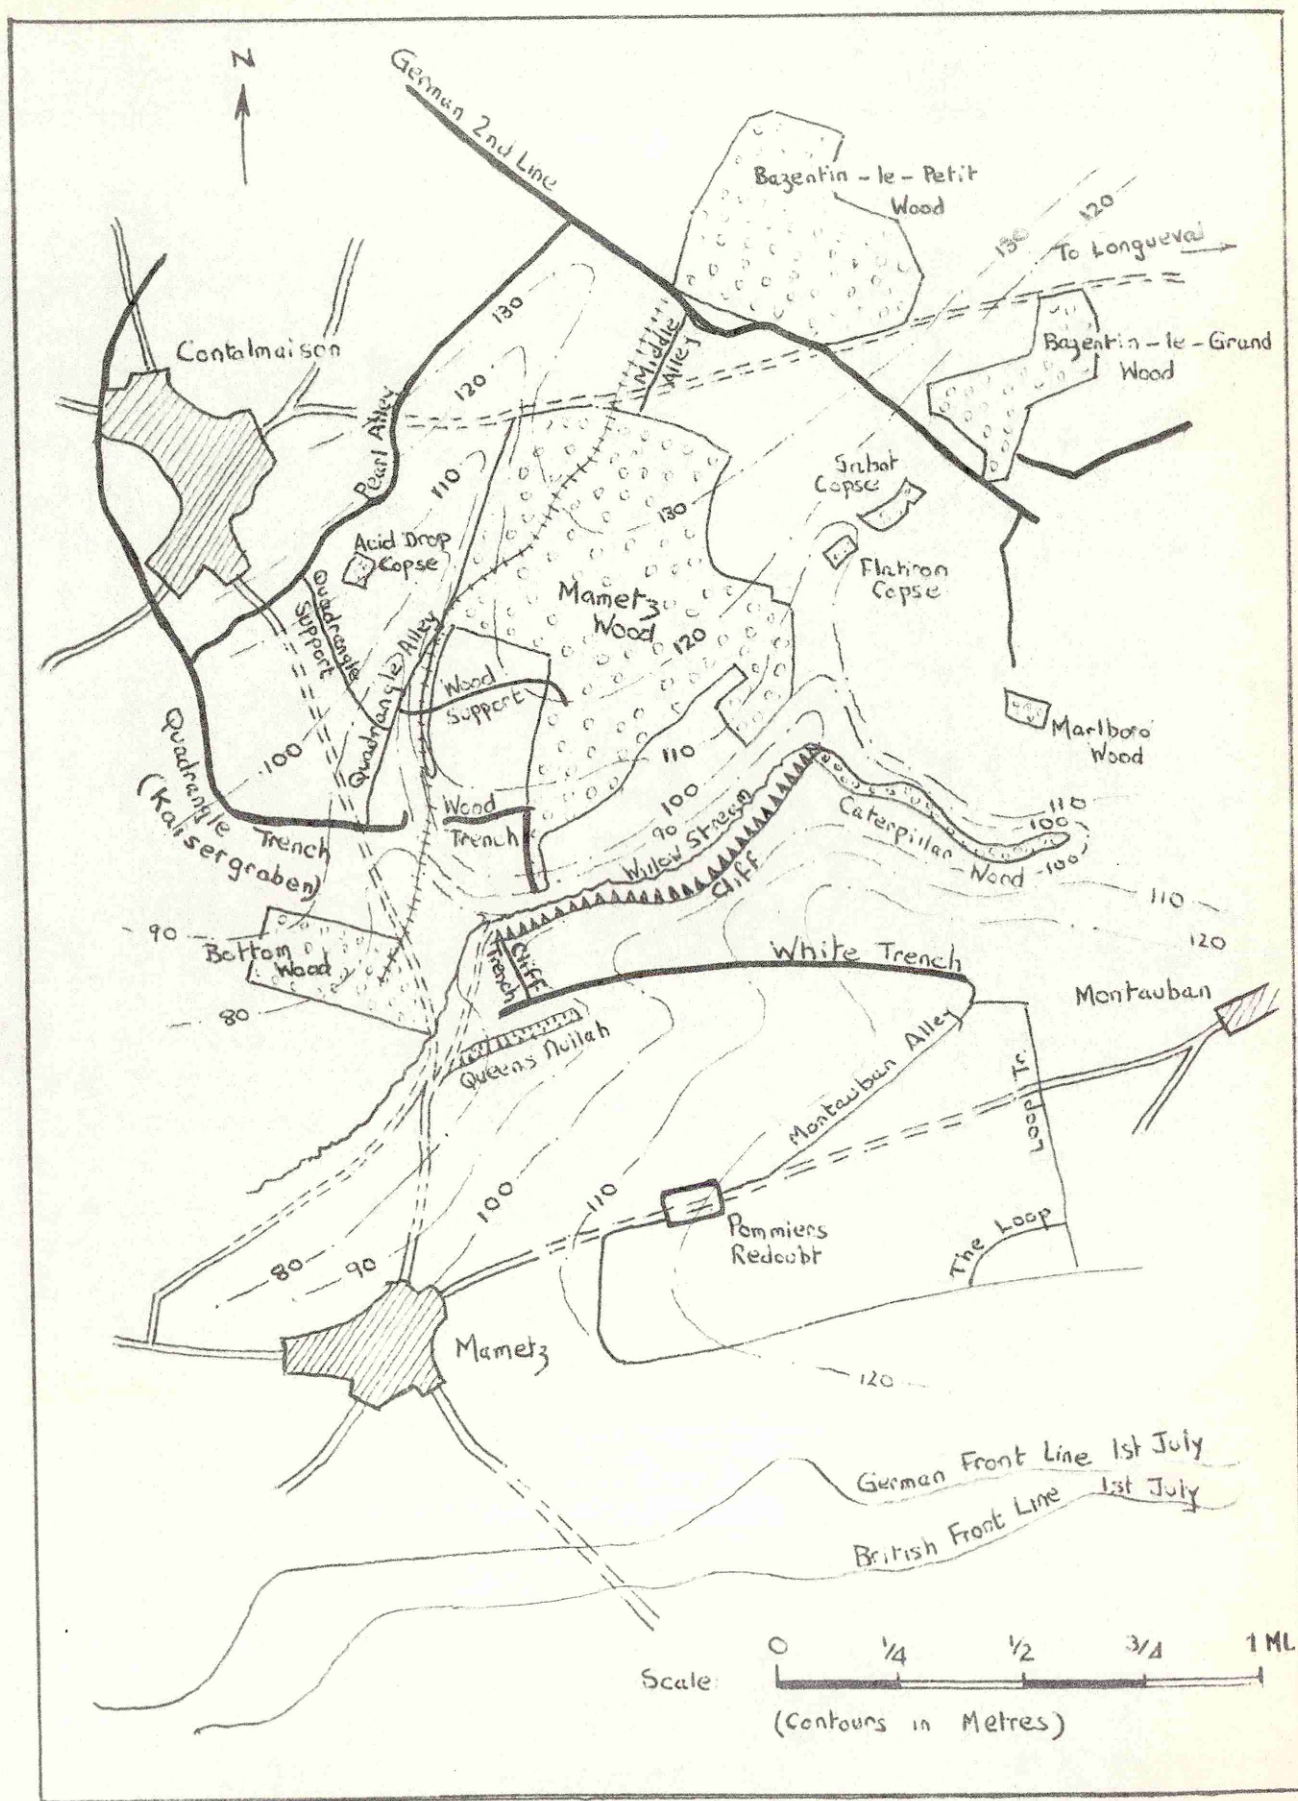 N
German 2nd Line
Bazentin-le-Petit
Wood
130
120
To Longueval
130
Middle
Alley
Contalmaison
120
Bazentin-le-Grand
Wood
Pearl Alley
110
Sabot
Copse
130
Acid Drop
Copse
Flatiron
Copse
Quadrangle
Support
Mametz
Wood
120
Quadrangle Alley
Wood
Support
Marlboro'
Wood
Quadrangle
Trench
(Kaisergraben)
100
110
100
90
Wood
Trench
Willow Stream
Cliff
Caterpillar
Wood
110
100
100
110
120
90
Bottom
Wood
80
Cliff
Trench
White Trench
Montauban
Queens Nullah
Montauban Alley
Loop Tr.
100
110
80
90
Pommiers
Redoubt
The Loop
Mametz
120
German Front Line 1st July
British Front Line 1st July
0 1/4 1/2 3/4 1 ML
Scale
(Contours in Metres)